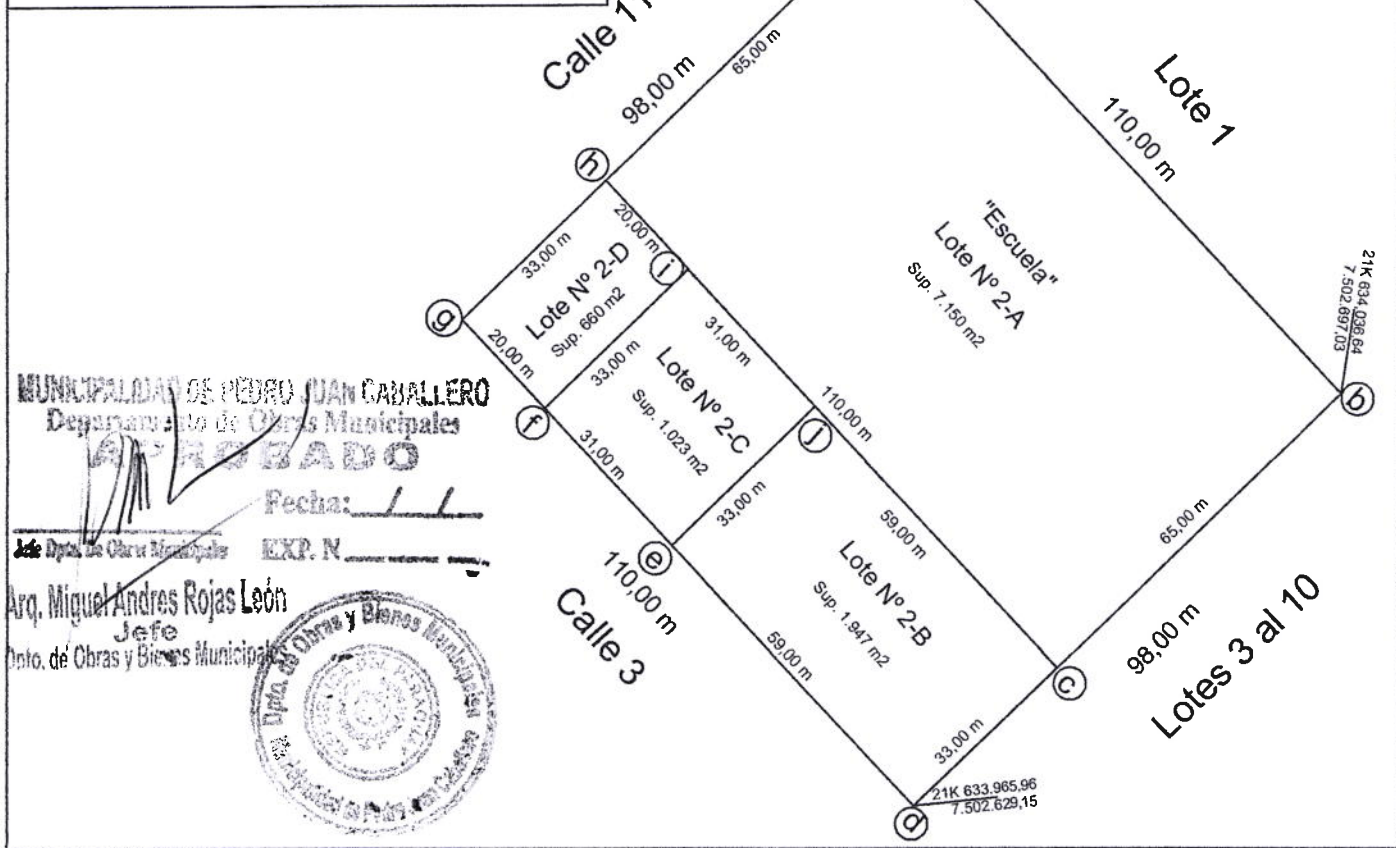 Calle 11
98,00 m
65,00 m
Lote 1
110,00 m
h
20,00 m
33,00 m
Lote Nº 2-D
Sup. 660 m2
i
g
20,00 m
33,00 m
f
"Escuela"
Lote Nº 2-A
Sup. 7.150 m2
21K 634.036,64
7.502.697,03
b
31,00 m
Lote Nº 2-C
Sup. 1.023 m2
31,00 m
110,00 m
j
33,00 m
e
59,00 m
65,00 m
Lote Nº 2-B
Sup. 1.947 m2
110,00 m
Calle 3
59,00 m
c
98,00 m
Lotes 3 al 10
33,00 m
21K 633.965,96
7.502.629,15
d
MUNICIPALIDAD DE PEDRO JUAN CABALLERO
Departamento de Obras Municipales
APROBADO
Fecha: / /
Jefe Dpto. de Obras Municipales
EXP. N
Arq. Miguel Andres Rojas León
Jefe
Dpto. de Obras y Bienes Municipales
Dpto. de Obras y Bienes Municipales
Municipalidad de Pedro Juan Caballero